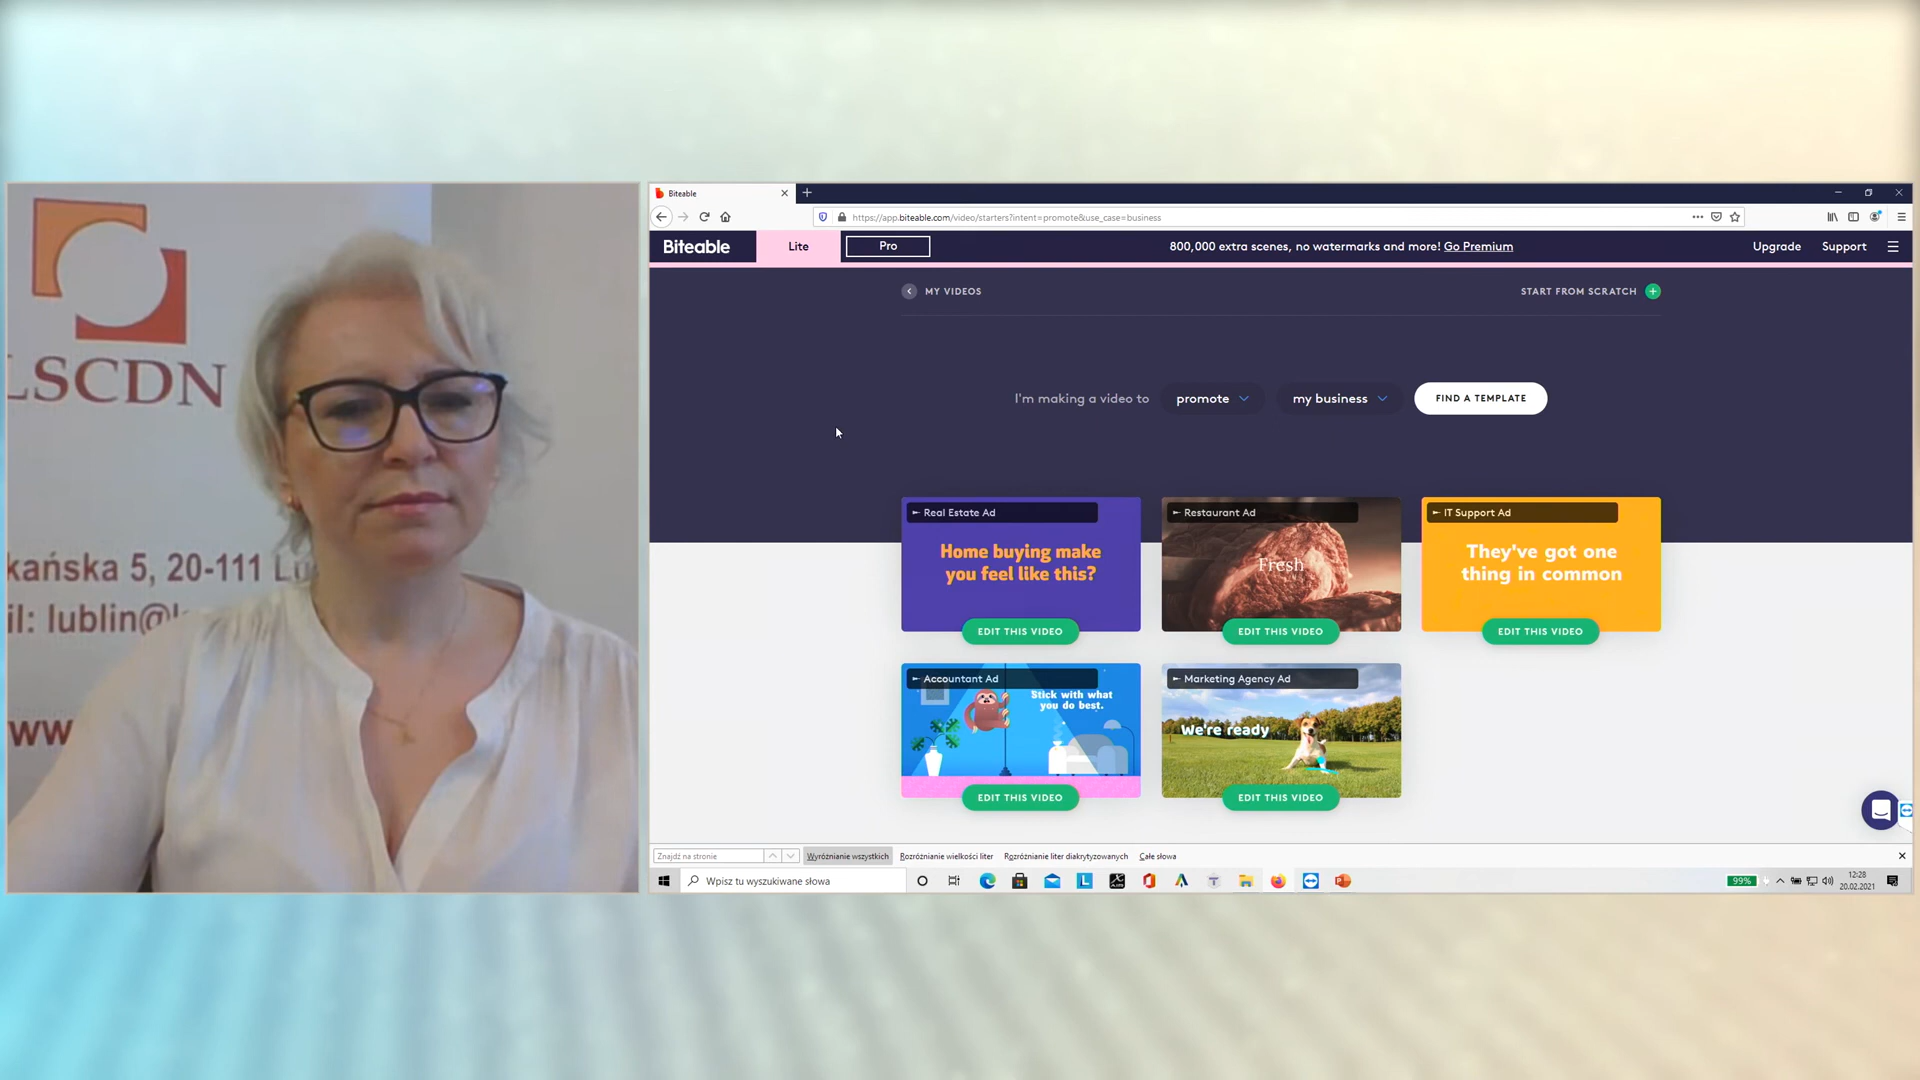 LSCDN
kańska 5, 20-111 Lu
il: lublin@l
ww
Biteable
https://app.biteable.com/video/starters?intent=promote&use_case=business
Biteable
Lite
Pro
800,000 extra scenes, no watermarks and more! Go Premium
Upgrade
Support
MY VIDEOS
START FROM SCRATCH
I'm making a video to
promote
my business
FIND A TEMPLATE
Real Estate Ad
Home buying make
you feel like this?
EDIT THIS VIDEO
Restaurant Ad
Fresh
EDIT THIS VIDEO
IT Support Ad
They've got one
thing in common
EDIT THIS VIDEO
Accountant Ad
Stick with what
you do best.
EDIT THIS VIDEO
Marketing Agency Ad
We're ready
EDIT THIS VIDEO
Znajdź na stronie
Wyróżnianie wszystkich
Rozróżnianie wielkości liter
Rozróżnianie liter diakrytyzowanych
Całe słowa
Wpisz tu wyszukiwane słowa
99%
12:28
20.02.2021